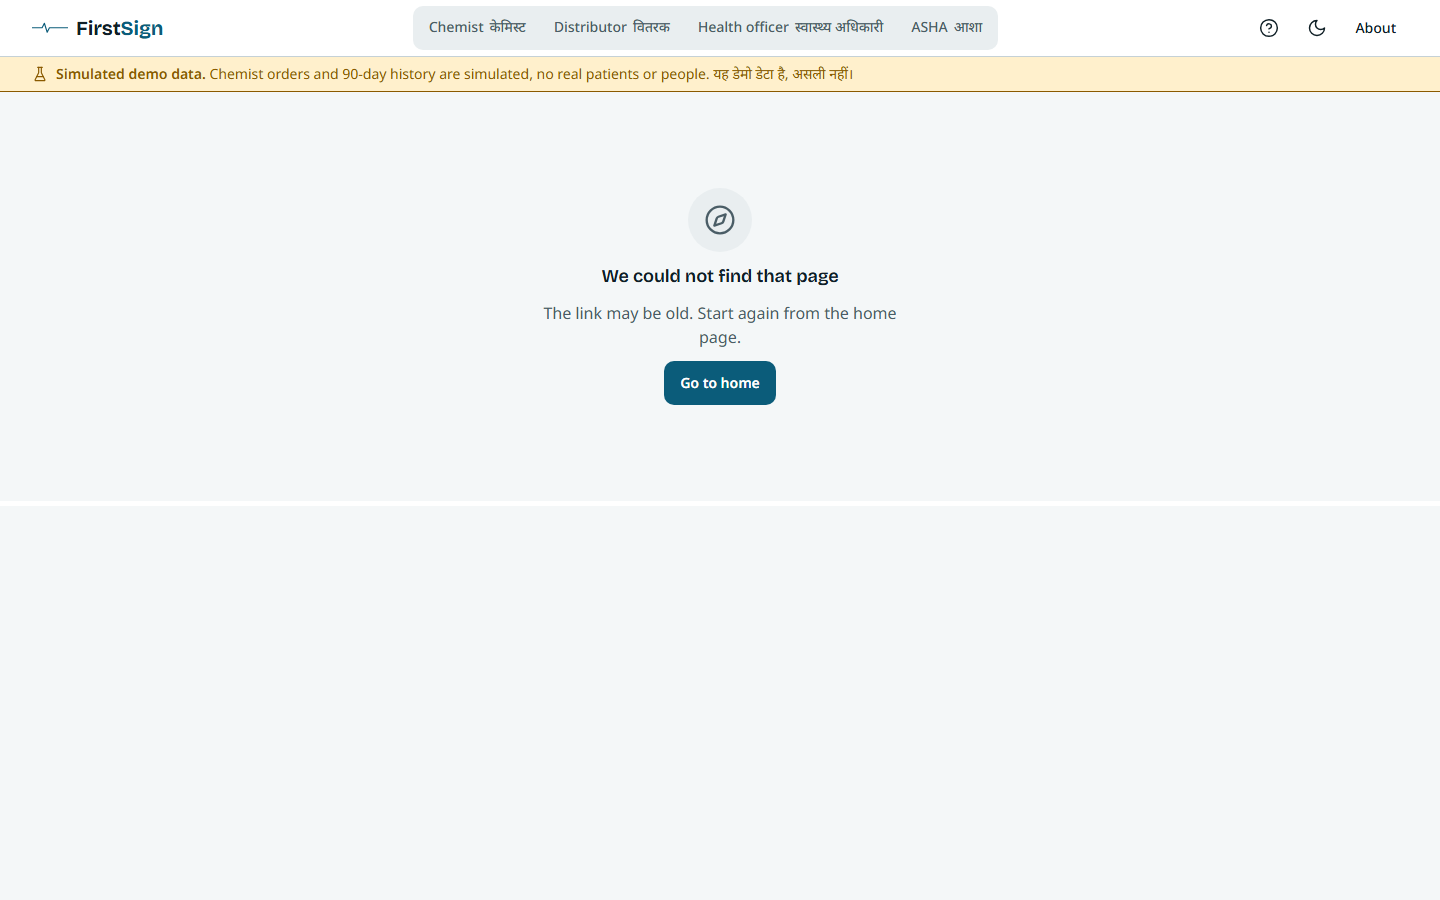 FirstSign
Chemist केमिस्ट Distributor वितरक Health officer स्वास्थ्य अधिकारी ASHA आशा
About
Simulated demo data. Chemist orders and 90-day history are simulated, no real patients or people. यह डेमो डेटा है, असली नहीं।
We could not find that page
The link may be old. Start again from the home
page.
Go to home